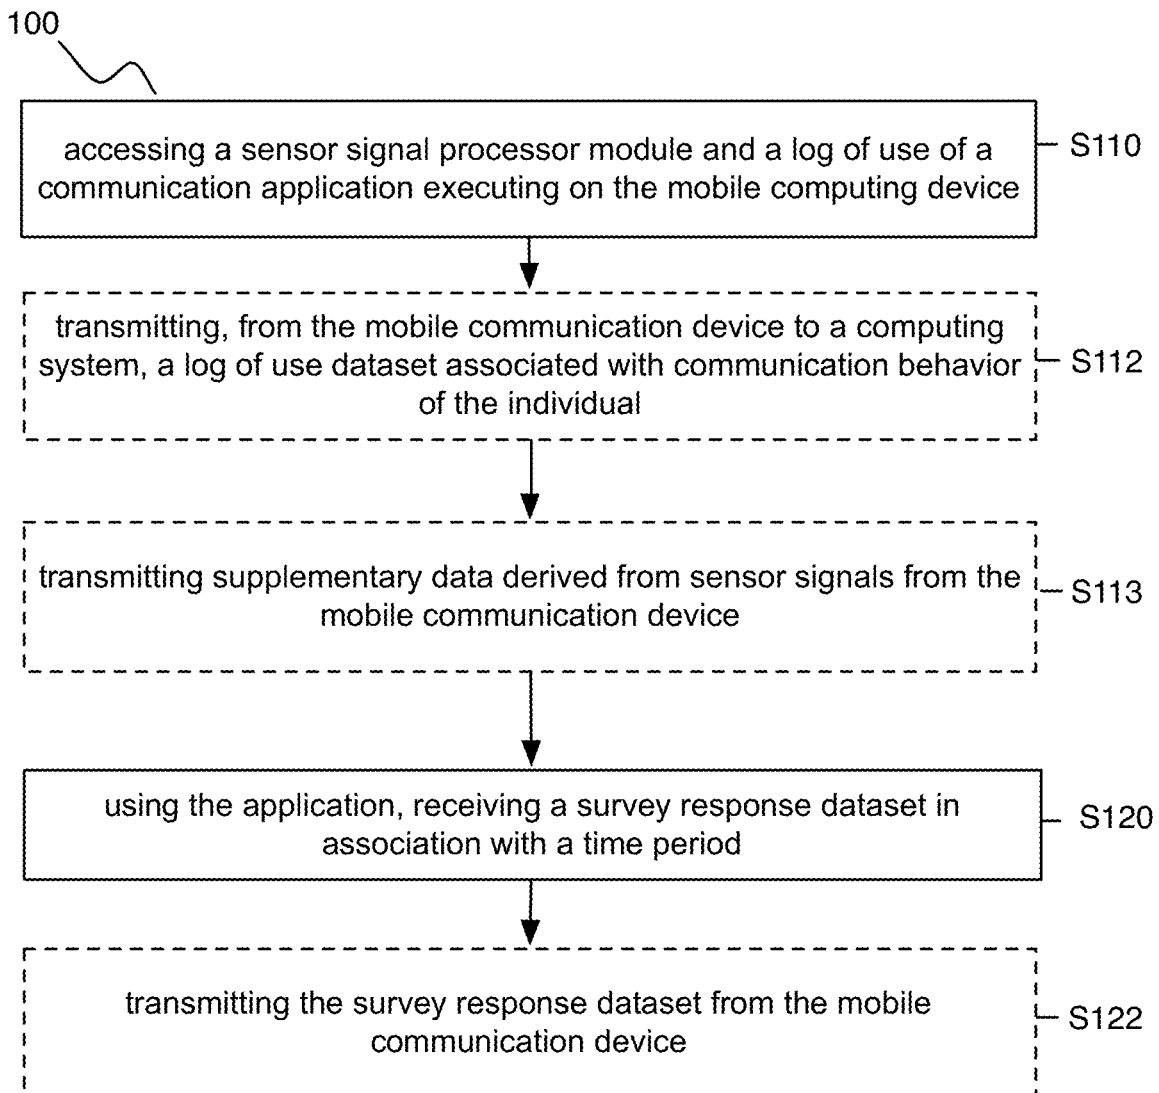 100
accessing a sensor signal processor module and a log of use of a
communication application executing on the mobile computing device
S110
transmitting, from the mobile communication device to a computing
system, a log of use dataset associated with communication behavior
of the individual
S112
transmitting supplementary data derived from sensor signals from the
mobile communication device
S113
using the application, receiving a survey response dataset in
association with a time period
S120
transmitting the survey response dataset from the mobile
communication device
S122